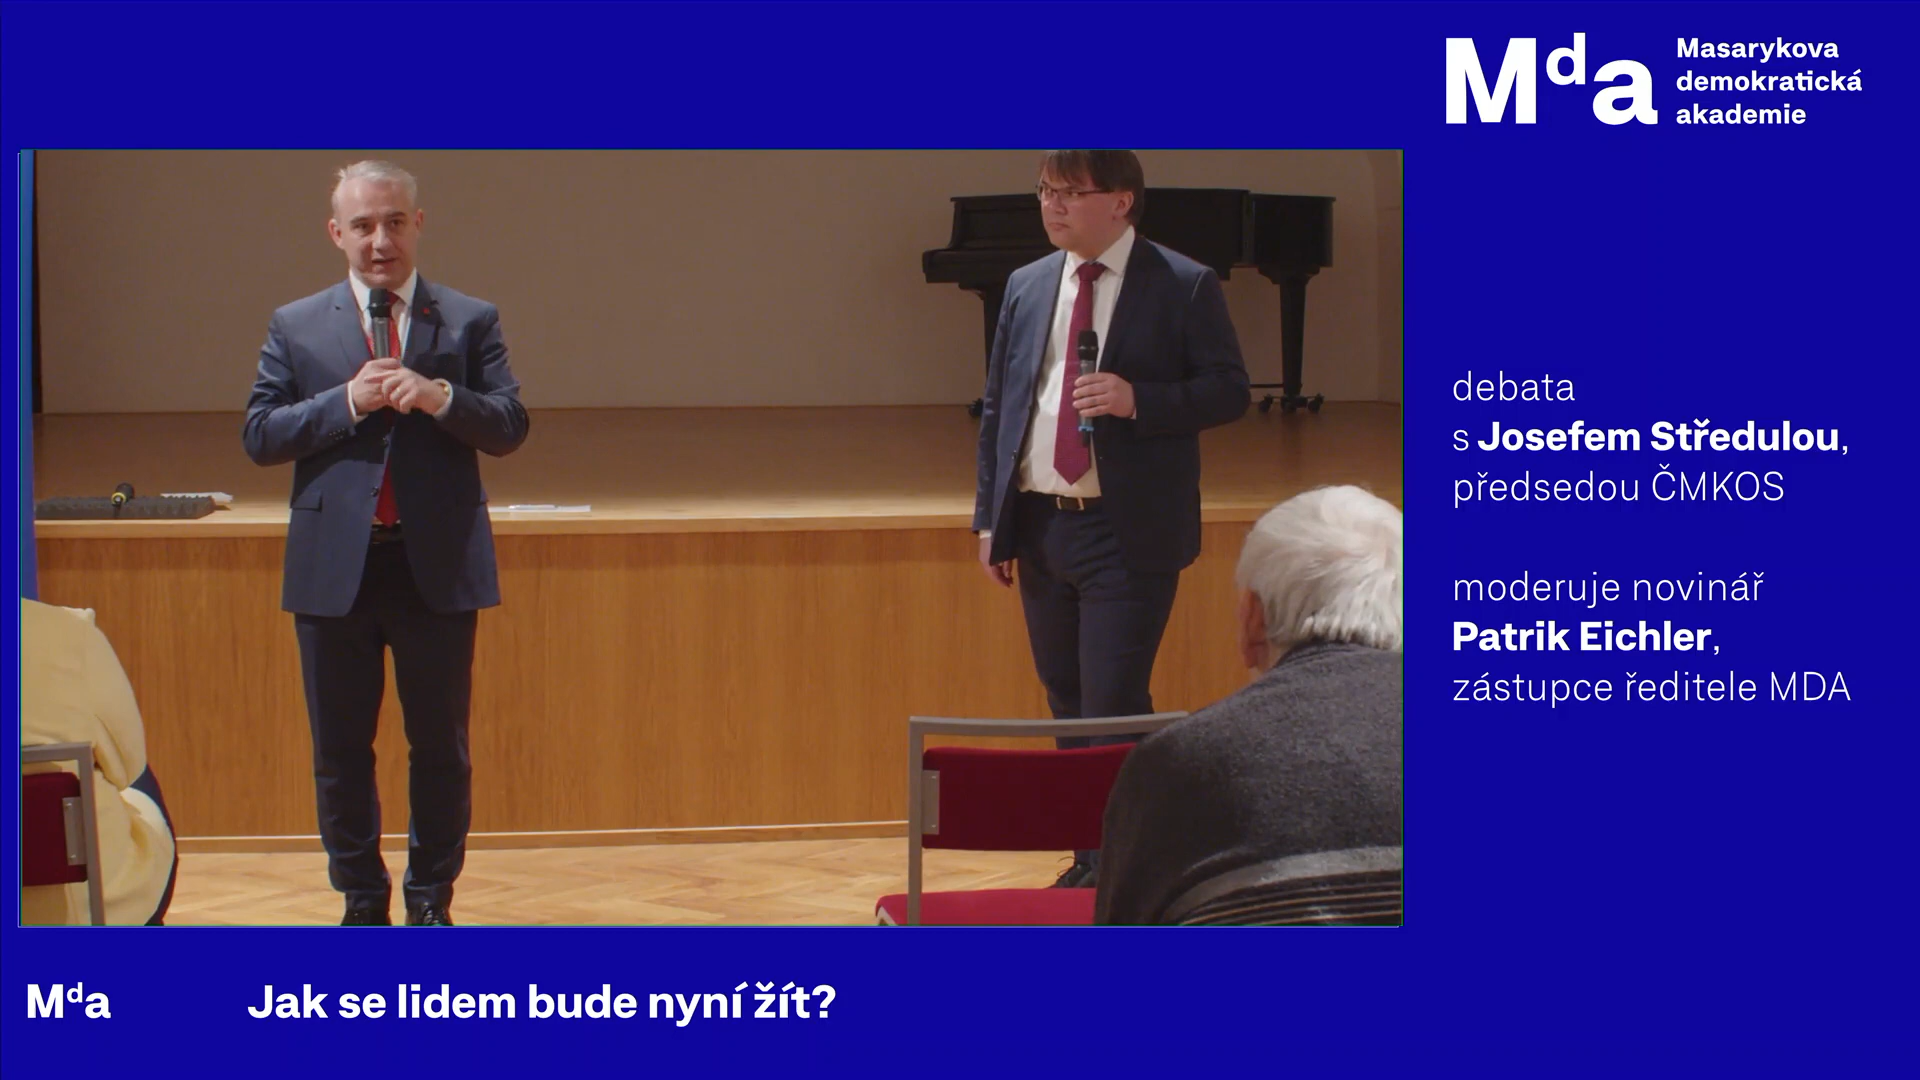 Mda
Masarykova
demokratická
akademie
debata
s Josefem Středulou,
předsedou ČMKOS
moderuje novinář
Patrik Eichler,
zástupce ředitele MDA
Mda
Jak se lidem bude nyní žít?